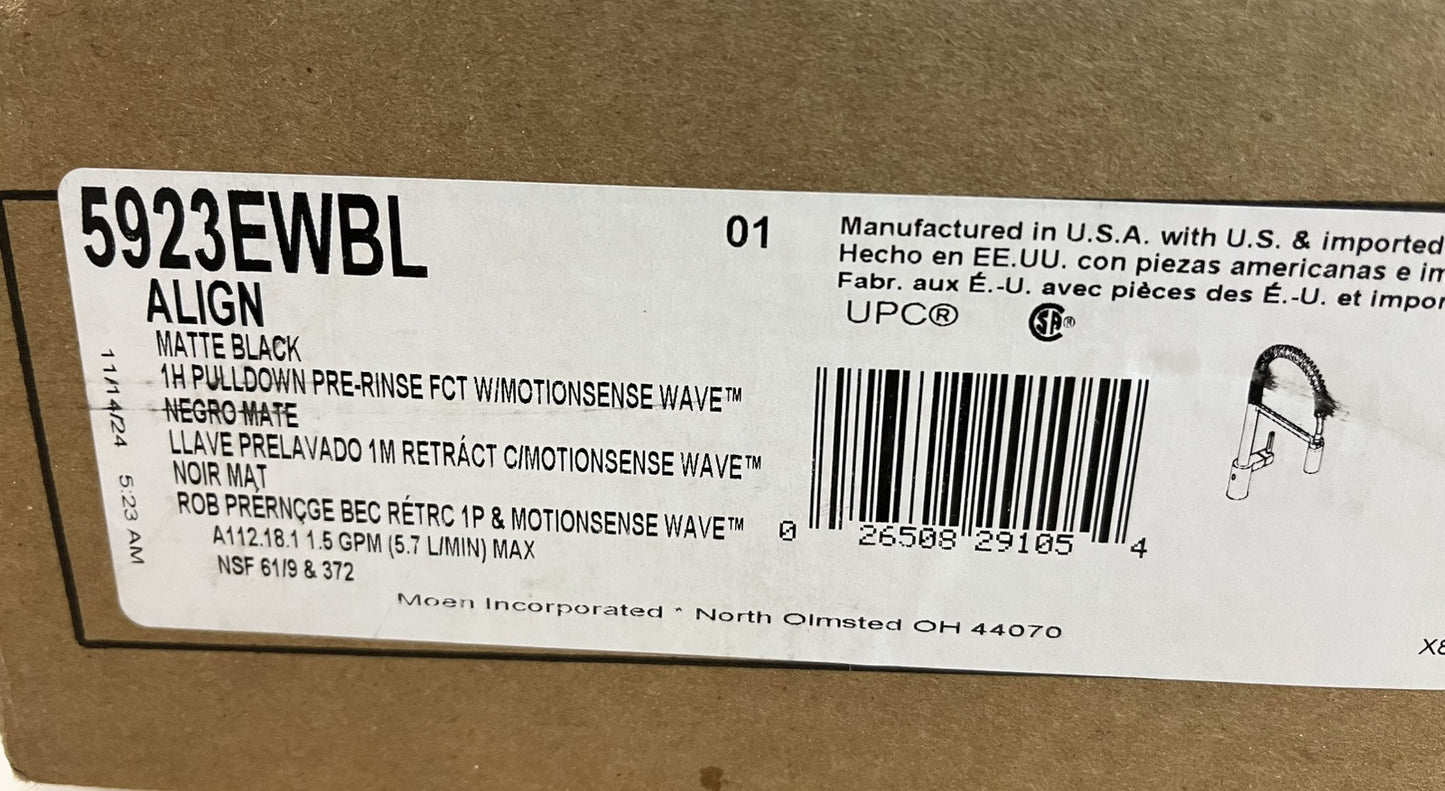 5923EWBL
ALIGN
MATTE BLACK
1H PULLDOWN PRE-RINSE FCT W/MOTIONSENSE WAVE™
NEGRO MATE
LLAVE PRELAVADO 1M RETRÁCT C/MOTIONSENSE WAVE™
NOIR MAT
ROB PRÉRNÇGE BEC RÉTRC 1P & MOTIONSENSE WAVE™
A112.18.1 1.5 GPM (5.7 L/MIN) MAX
NSF 61/9 & 372
11/14/24 5:23 AM
01
Manufactured in U.S.A. with U.S. & imported
Hecho en EE.UU. con piezas americanas e im
Fabr. aux É.-U. avec pièces des É.-U. et impor
UPC®
SA®
0 26508 29105 4
Moen Incorporated * North Olmsted OH 44070
X8